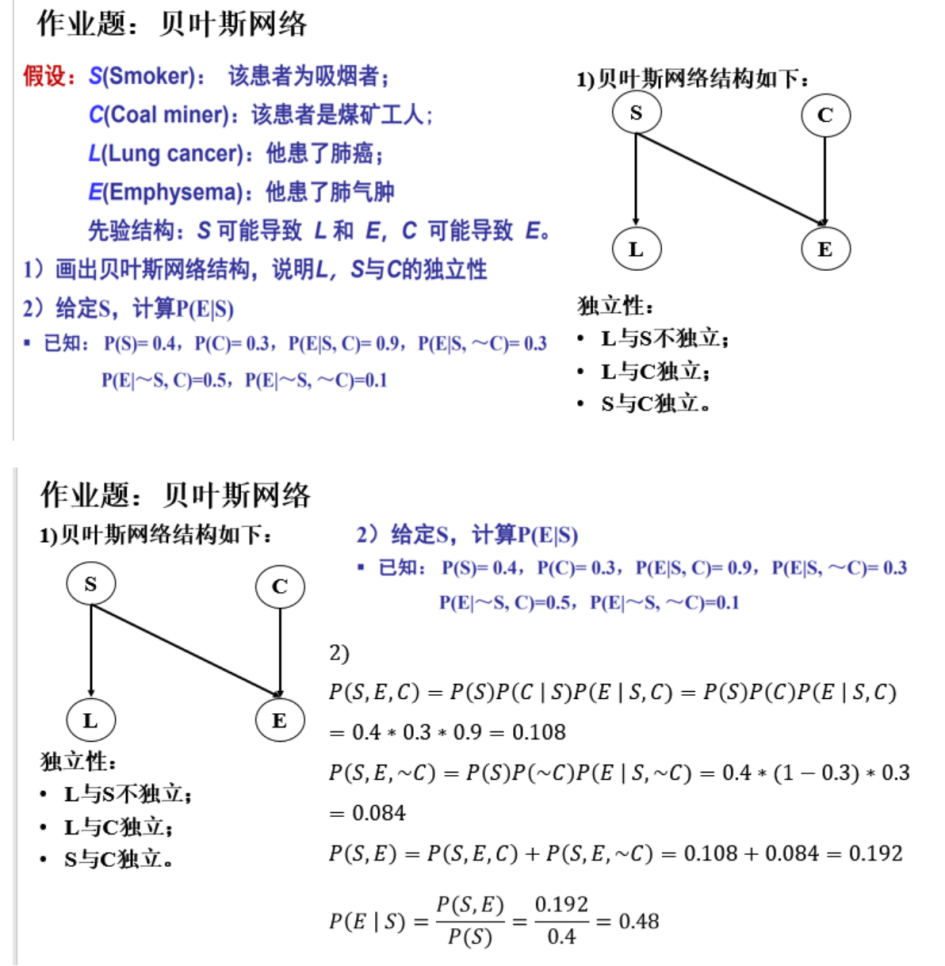 作业题：贝叶斯网络
假设：S(Smoker)： 该患者为吸烟者；
C(Coal miner)：该患者是煤矿工人；
L(Lung cancer)：他患了肺癌；
E(Emphysema)：他患了肺气肿
先验结构：S 可能导致 L 和 E，C 可能导致 E。
1）画出贝叶斯网络结构，说明L，S与C的独立性
2）给定S，计算P(E|S)
▪ 已知： P(S)= 0.4，P(C)= 0.3，P(E|S, C)= 0.9，P(E|S, ～C)= 0.3
P(E|～S, C)=0.5，P(E|～S, ～C)=0.1
1)贝叶斯网络结构如下：
S C
L E
独立性：
• L与S不独立；
• L与C独立；
• S与C独立。
作业题：贝叶斯网络
1)贝叶斯网络结构如下：
S C
L E
独立性：
• L与S不独立；
• L与C独立；
• S与C独立。
2）给定S，计算P(E|S)
▪ 已知： P(S)= 0.4，P(C)= 0.3，P(E|S, C)= 0.9，P(E|S, ～C)= 0.3
P(E|～S, C)=0.5，P(E|～S, ～C)=0.1
2)
P(S, E, C) = P(S)P(C | S)P(E | S, C) = P(S)P(C)P(E | S, C)
= 0.4 ∗ 0.3 ∗ 0.9 = 0.108
P(S, E, ~C) = P(S)P(~C)P(E | S, ~C) = 0.4 ∗ (1 − 0.3) ∗ 0.3
= 0.084
P(S, E) = P(S, E, C) + P(S, E, ~C) = 0.108 + 0.084 = 0.192
P(E | S) = P(S, E) / P(S) = 0.192 / 0.4 = 0.48